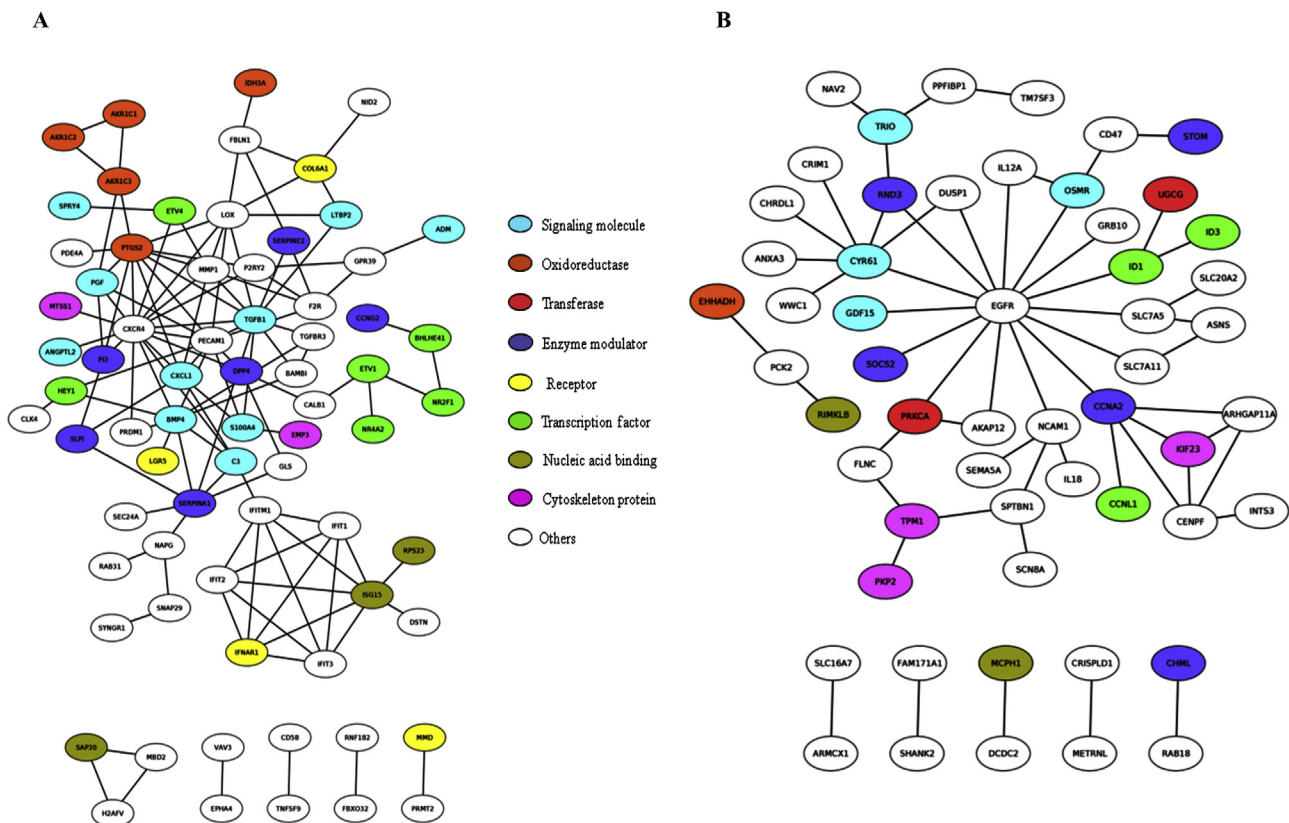 A
B
IDH3A
NID2
AKR1C1
AKR1C2
FBLN1
COL6A1
AKR1C3
SPRY4
ETV4
LOX
LTBP2
ADM
SERPINE2
PTGS2
PDE4A
MMP1
P2RY2
GPR39
PGF
MTSS1
F2R
CXCR4
TGFB1
CCNG2
PECAM1
TGFBR3
BHLHE41
ANGPTL2
PI3
CXCL1
DPP4
BAMBI
ETV1
HEY1
CALB1
NR2F1
CLK4
BMP4
PRDM1
S100A4
EMP3
NR4A2
SLPI
LGR5
C3
GLS
SERPINA1
SEC24A
IFITM1
IFIT1
NAPG
RPS23
RAB31
IFIT2
ISG15
SNAP29
DSTN
SYNGR1
IFNAR1
IFIT3
SAP30
MBD2
H2AFV
VAV3
CD58
RNF182
MMD
EPHA4
TNFSF9
FBXO32
PRMT2
Signaling molecule
Oxidoreductase
Transferase
Enzyme modulator
Receptor
Transcription factor
Nucleic acid binding
Cytoskeleton protein
Others
NAV2
PPFIBP1
TM7SF3
TRIO
CD47
STOM
CRIM1
IL12A
RND3
DUSP1
OSMR
UGCG
CHRDL1
GRB10
ID3
ANXA3
CYR61
ID1
SLC20A2
WWC1
EHHADH
GDF15
EGFR
SLC7A5
ASNS
PCK2
SOCS2
SLC7A11
RIMKLB
PRKCA
AKAP12
NCAM1
CCNA2
ARHGAP11A
FLNC
SEMA5A
IL18
KIF23
CCNL1
TPM1
SPTBN1
CENPF
INTS3
PKP2
SCN8A
SLC16A7
FAM171A1
MCPH1
CRISPLD1
CHML
ARMCX1
SHANK2
DCDC2
METRNL
RAB18